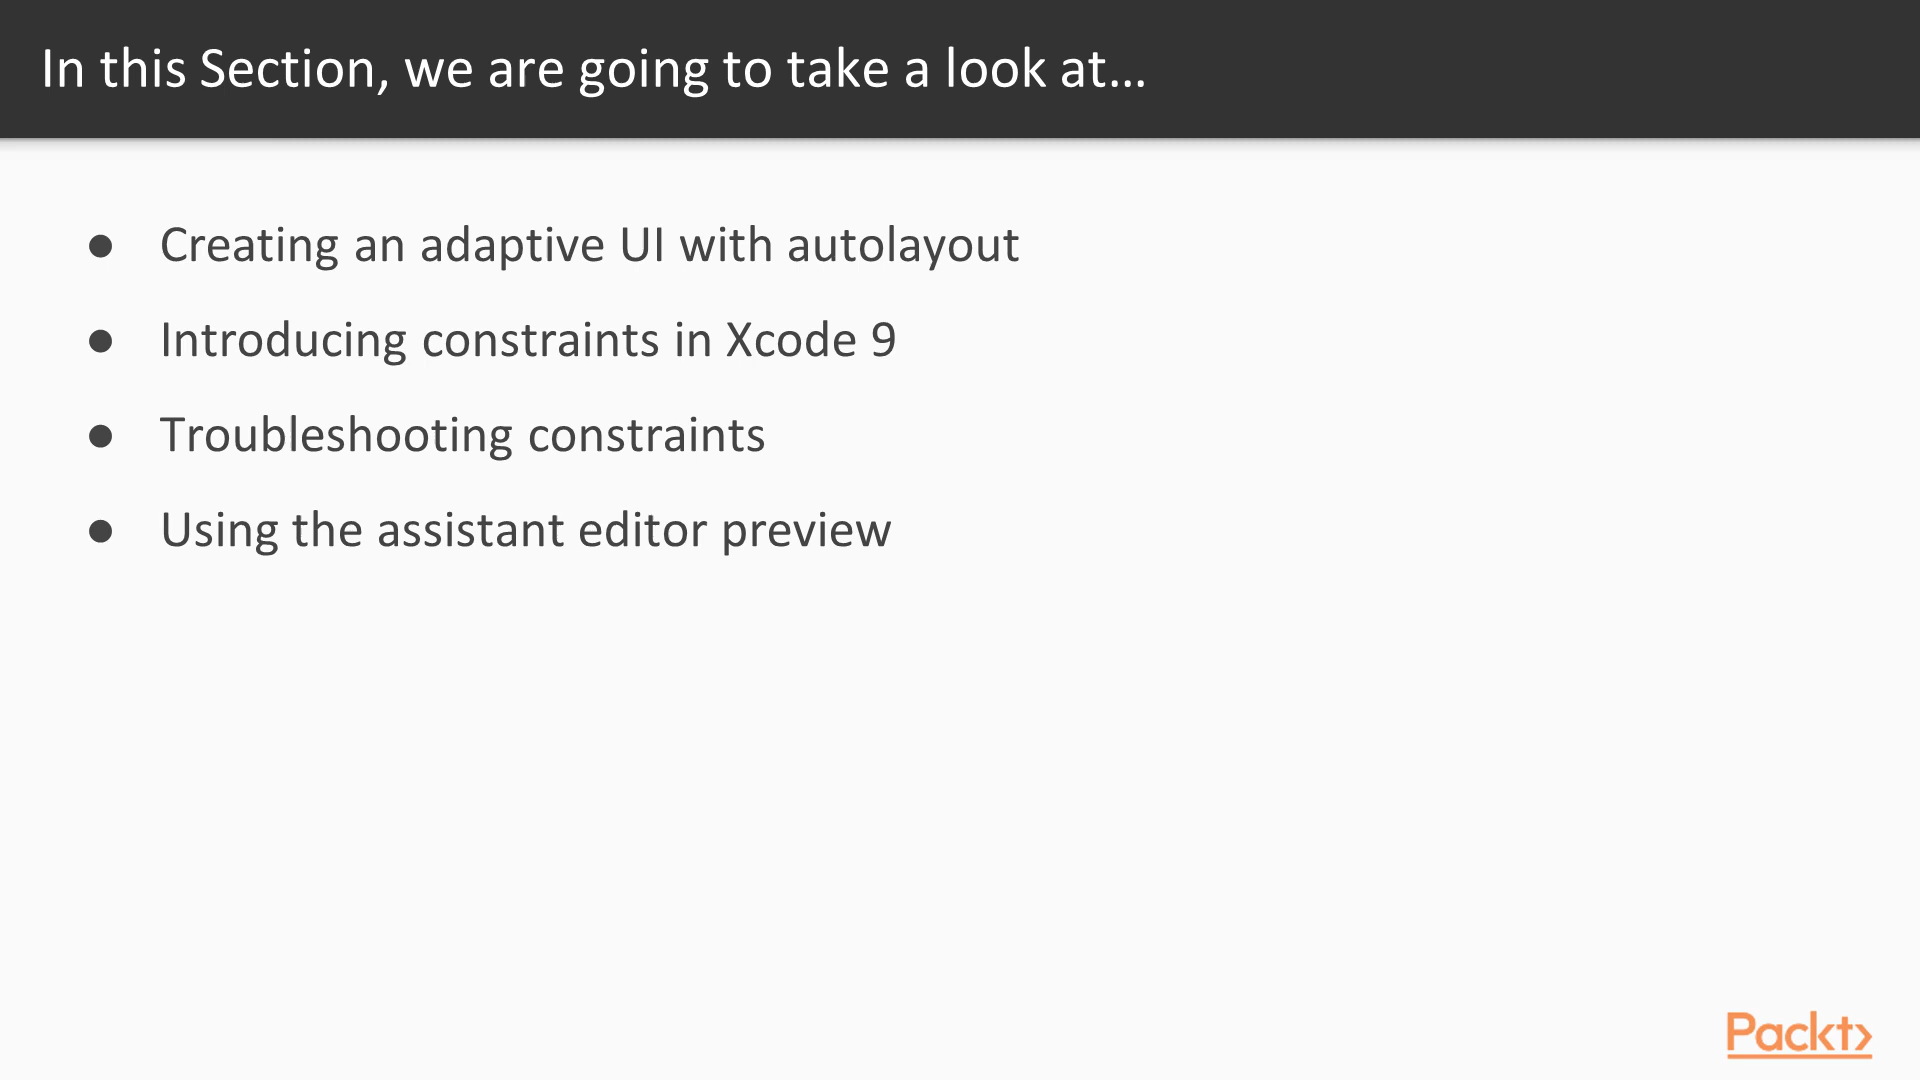 In this Section, we are going to take a look at…
● Creating an adaptive UI with autolayout
● Introducing constraints in Xcode 9
● Troubleshooting constraints
● Using the assistant editor preview
Packt>